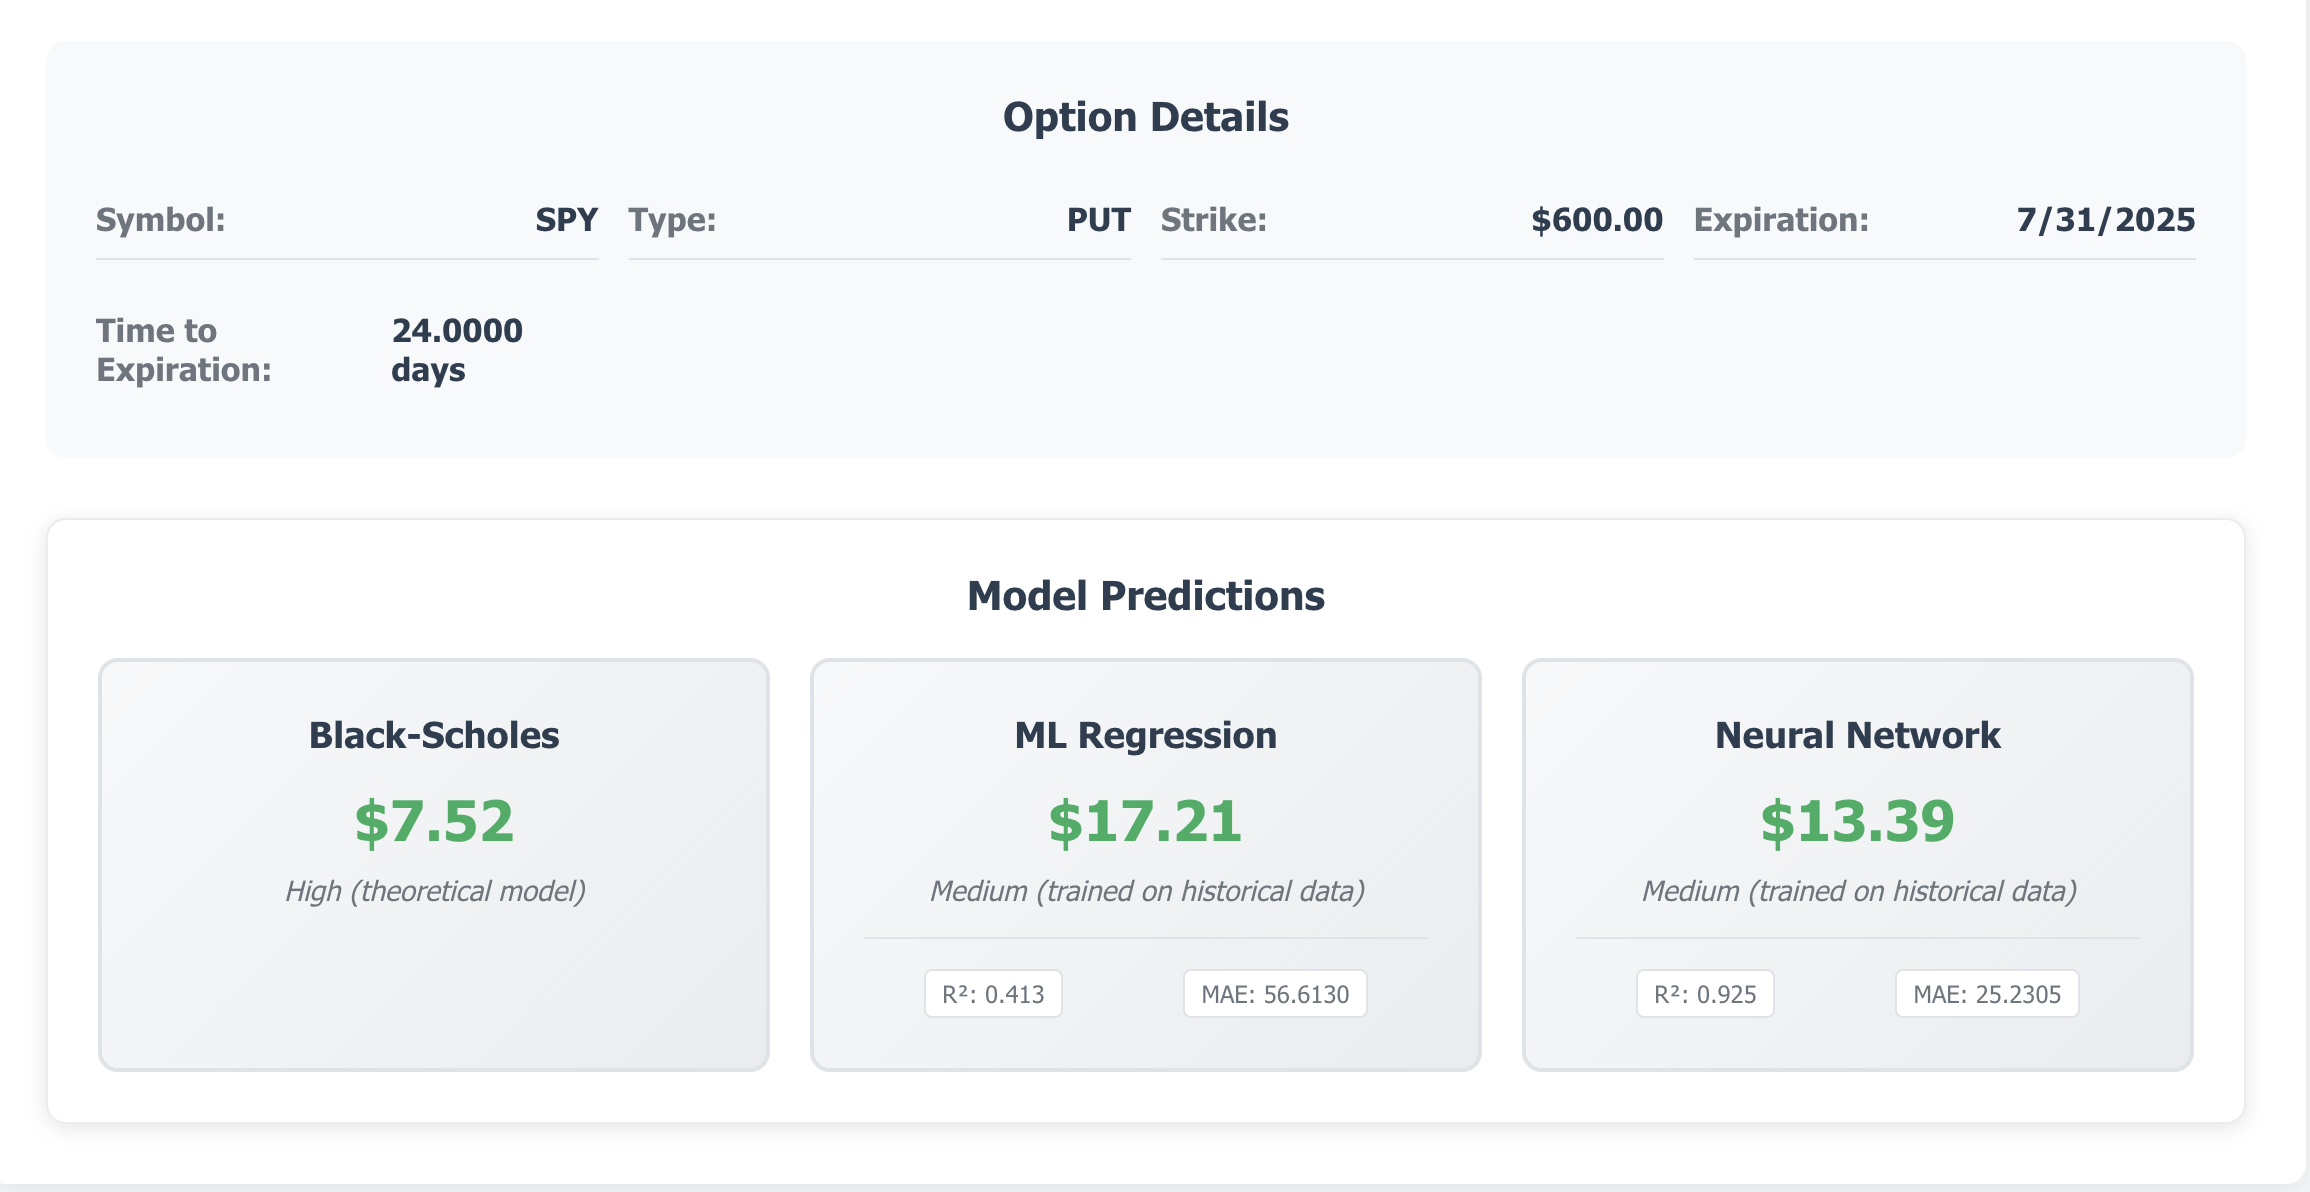 Option Details
Symbol: SPY Type: PUT Strike: $600.00 Expiration: 7/31/2025
Time to Expiration: 24.0000 days
Model Predictions
Black-Scholes
$7.52
High (theoretical model)
ML Regression
$17.21
Medium (trained on historical data)
R²: 0.413 MAE: 56.6130
Neural Network
$13.39
Medium (trained on historical data)
R²: 0.925 MAE: 25.2305